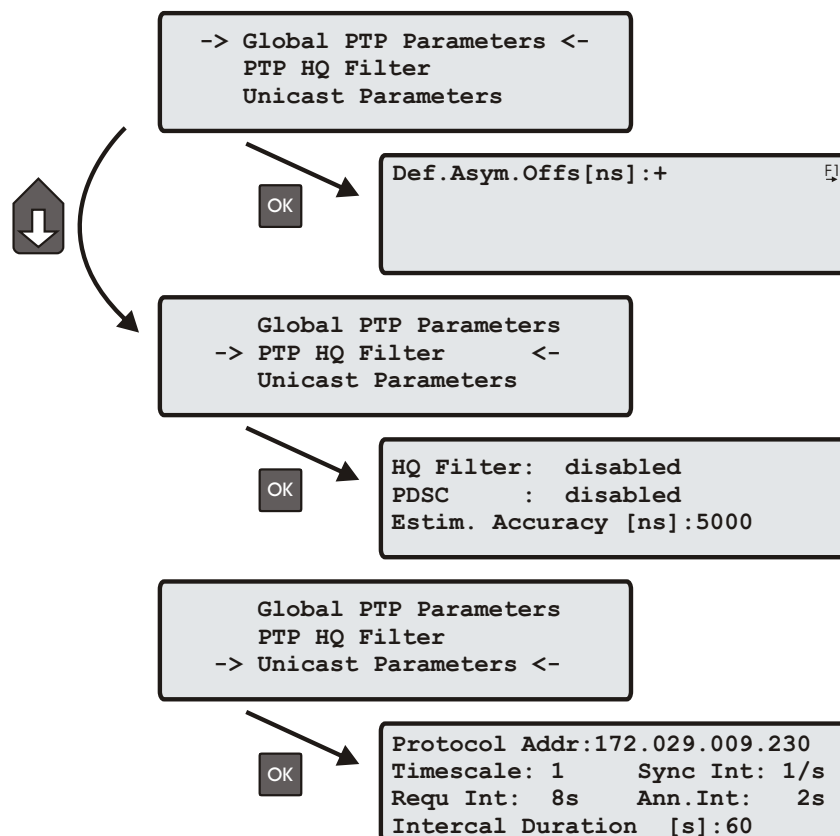 -> Global PTP Parameters <-
PTP HQ Filter
Unicast Parameters
OK
Def.Asym.Offs[ns]:+ F1
Global PTP Parameters
-> PTP HQ Filter <-
Unicast Parameters
OK
HQ Filter: disabled
PDSC : disabled
Estim. Accuracy [ns]:5000
Global PTP Parameters
PTP HQ Filter
-> Unicast Parameters <-
OK
Protocol Addr:172.029.009.230
Timescale: 1 Sync Int: 1/s
Requ Int: 8s Ann.Int: 2s
Intercal Duration [s]:60